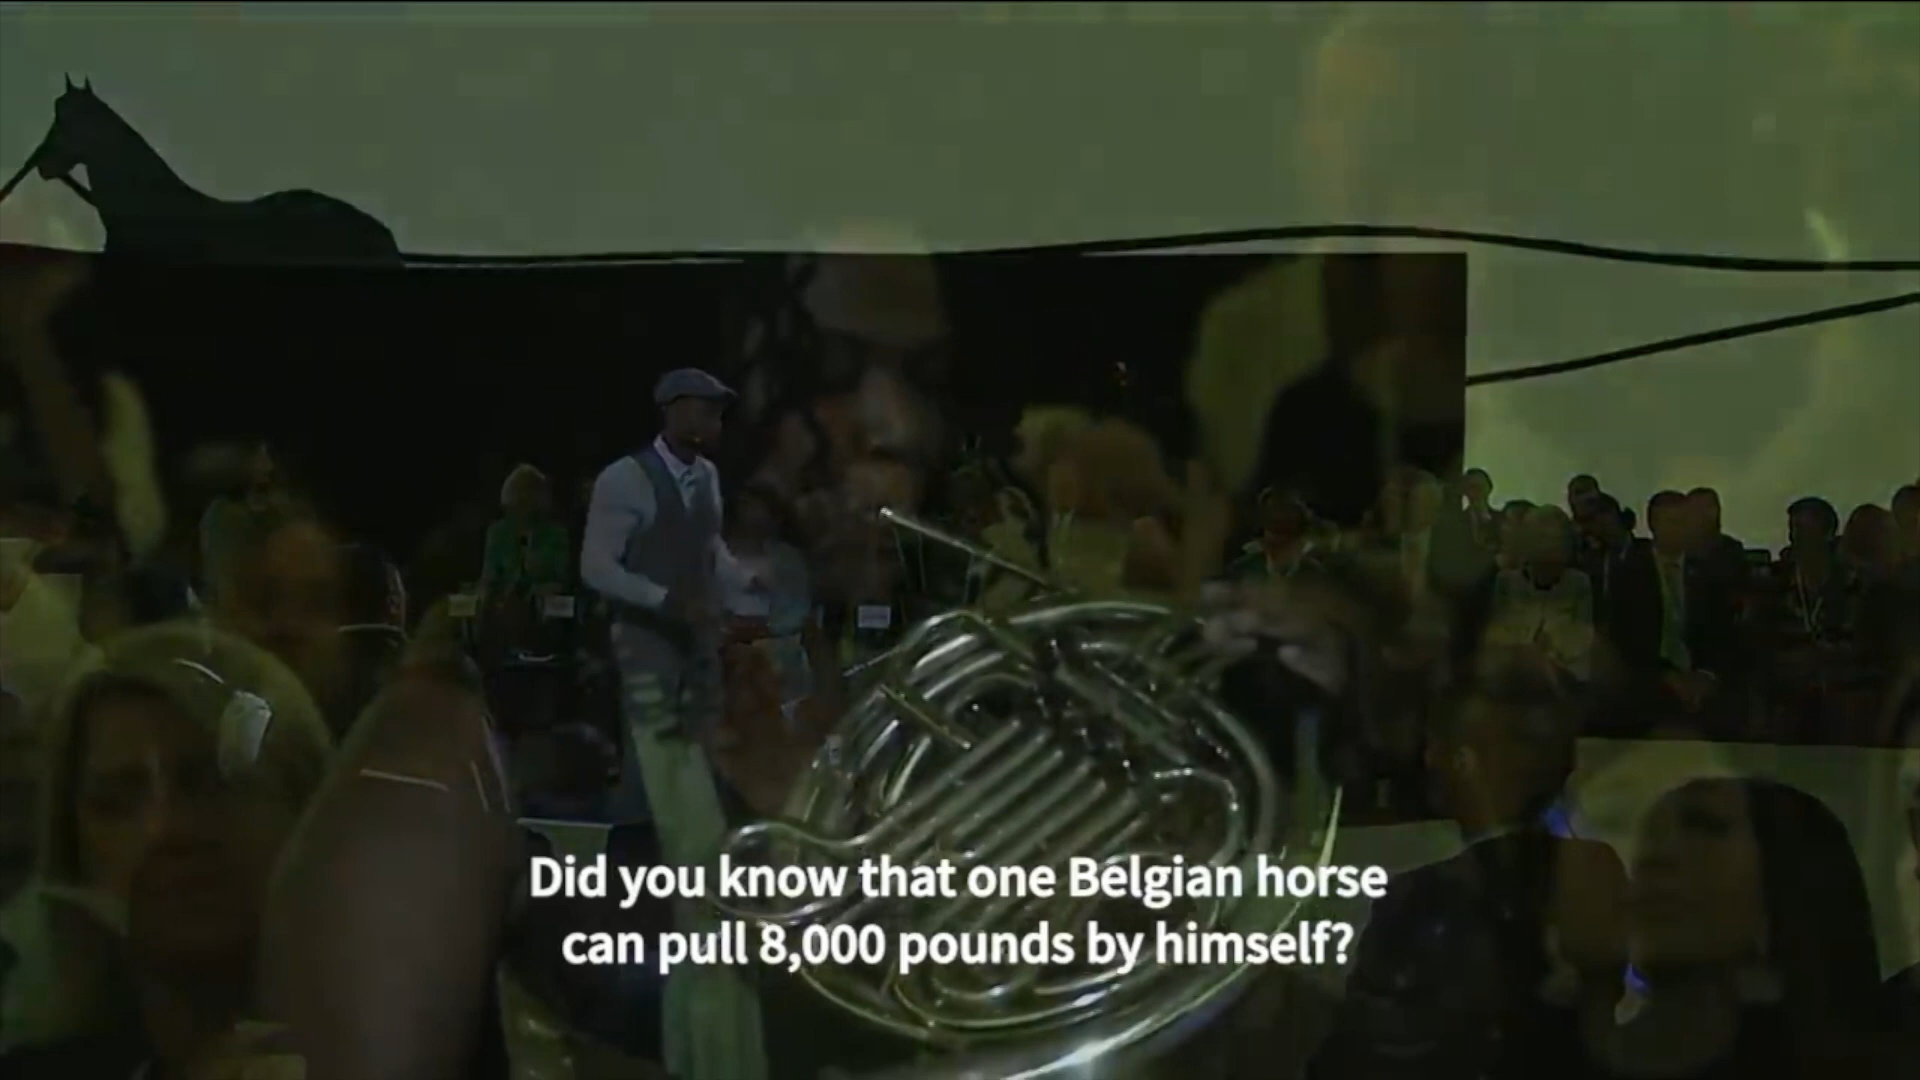 Did you know that one Belgian horse
can pull 8,000 pounds by himself?